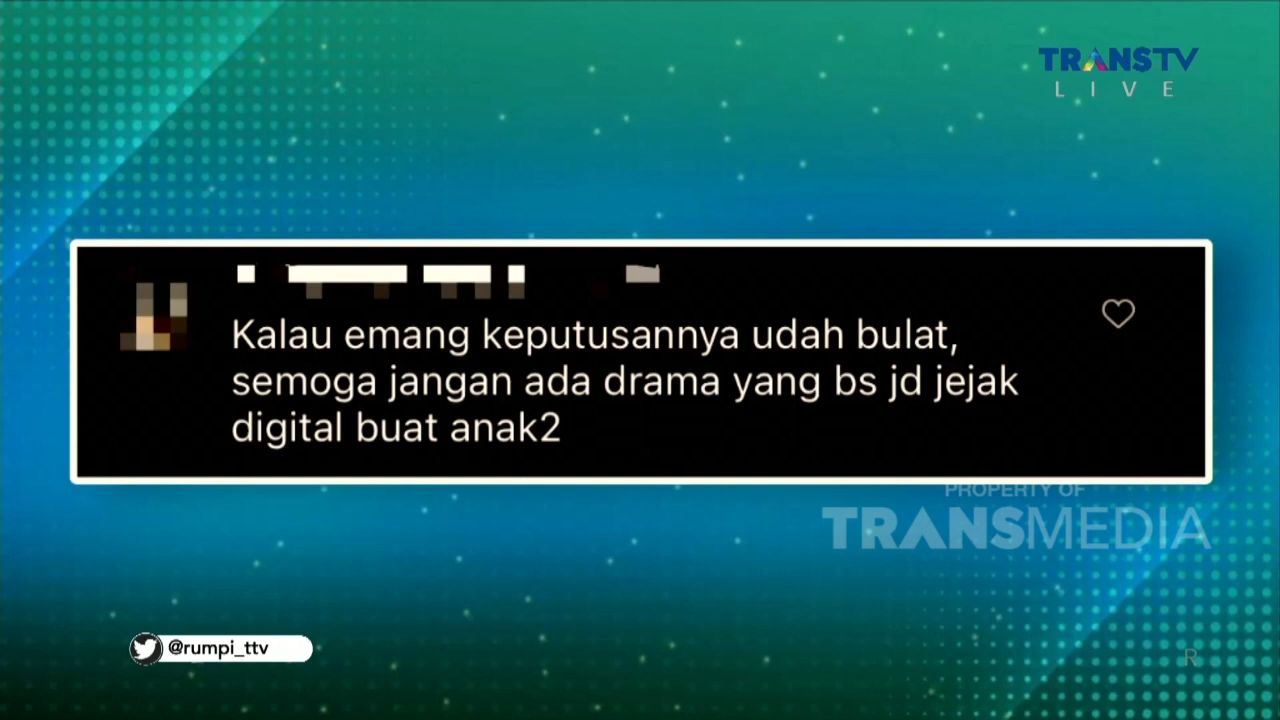 TRANSTV
LIVE
Kalau emang keputusannya udah bulat,
semoga jangan ada drama yang bs jd jejak
digital buat anak2
PROPERTY OF
TRANSMEDIA
@rumpi_ttv
R